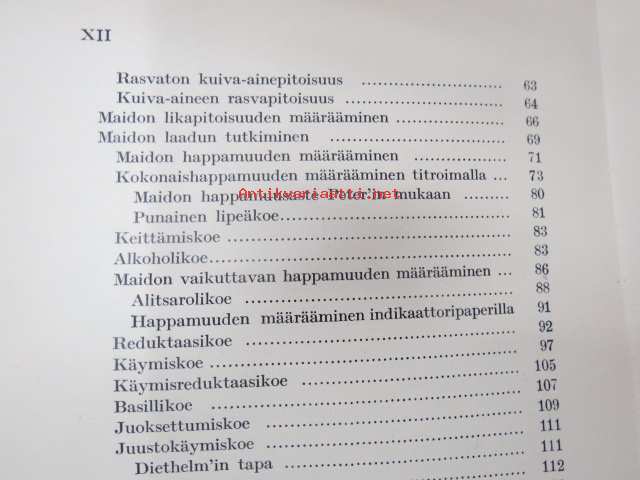 XII
Rasvaton kuiva-ainepitoisuus ........................ 63
Kuiva-aineen rasvapitoisuus ........................ 64
Maidon likapitoisuuden määrääminen .................. 66
Maidon laadun tutkiminen ........................ 69
Maidon happamuuden määrääminen ............... 71
Kokonaishappamuuden määrääminen titroimalla ... 73
Maidon happamuusaste Peter'in mukaan ......... 80
Antikvariaatti.net
Punainen lipeäkoe........................ 81
Keittämiskoe ........................ 83
Alkoholikoe........................ 83
Maidon vaikuttavan happamuuden määrääminen ... 86
Alitsarolikoe ........................ 88
Happamuuden määrääminen indikaattoripaperilla 91
Reduktaasikoe ........................ 92
Käymiskoe ........................ 97
Käymisreduktaasikoe ........................ 105
Basillikoe ........................ 107
Juoksettumiskoe ........................ 109
Juustokäymiskoe ........................ 111
Diethelm'in tapa ........................ 111
112